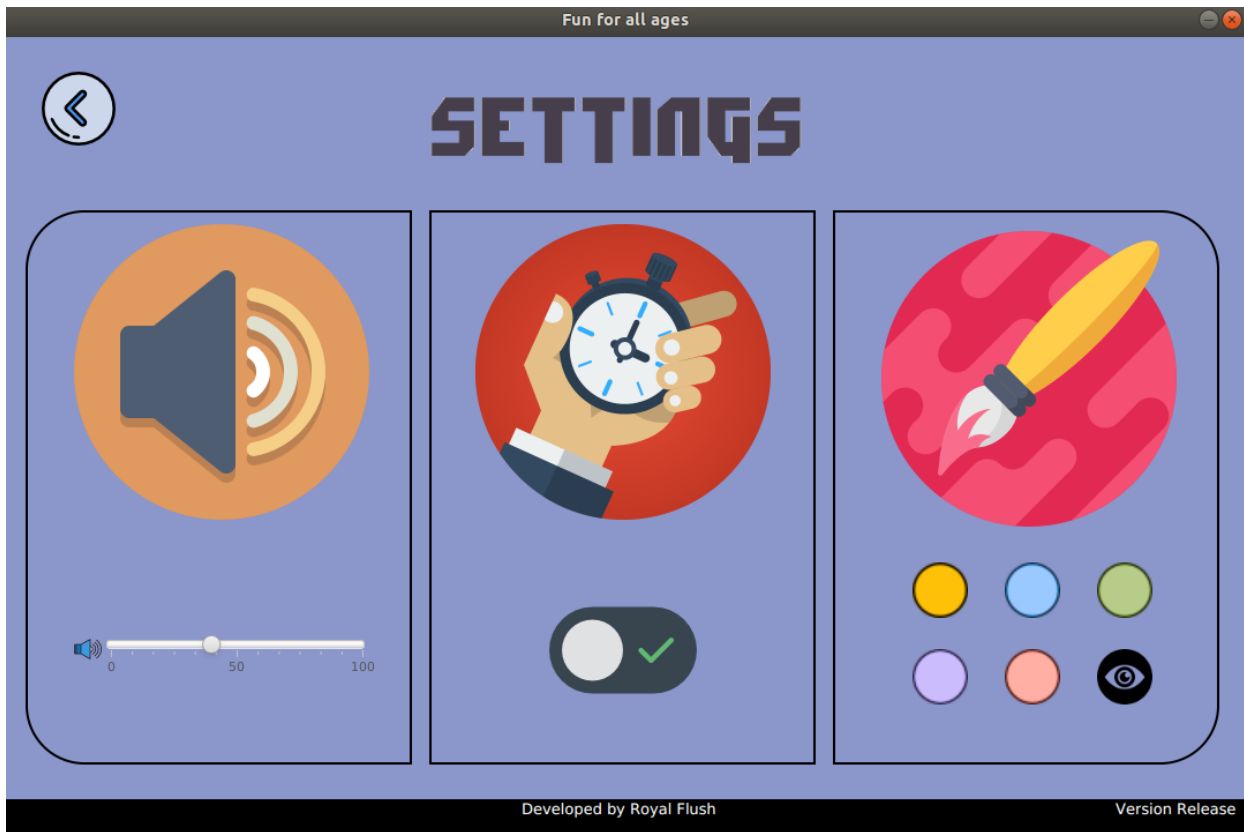 Fun for all ages
SETTINGS
0 50 100
Developed by Royal Flush
Version Release